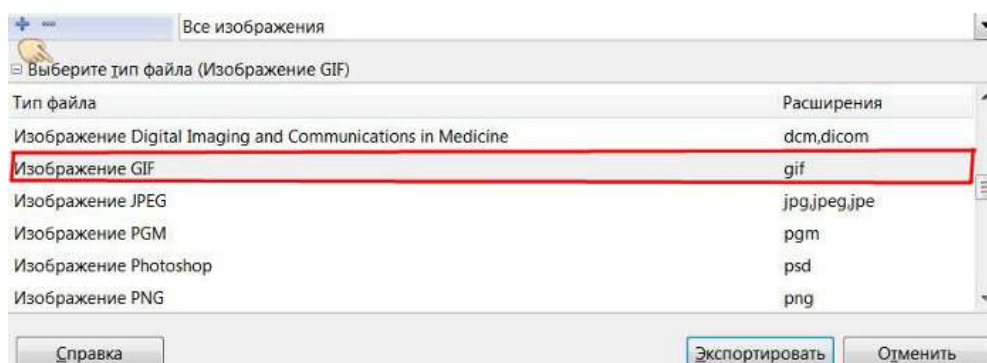 Все изображения
Выберите тип файла (Изображение GIF)
Тип файла Расширения
Изображение Digital Imaging and Communications in Medicine dcm,dicom
Изображение GIF gif
Изображение JPEG jpg,jpeg,jpe
Изображение PGM pgm
Изображение Photoshop psd
Изображение PNG png
Справка Экспортировать Отменить